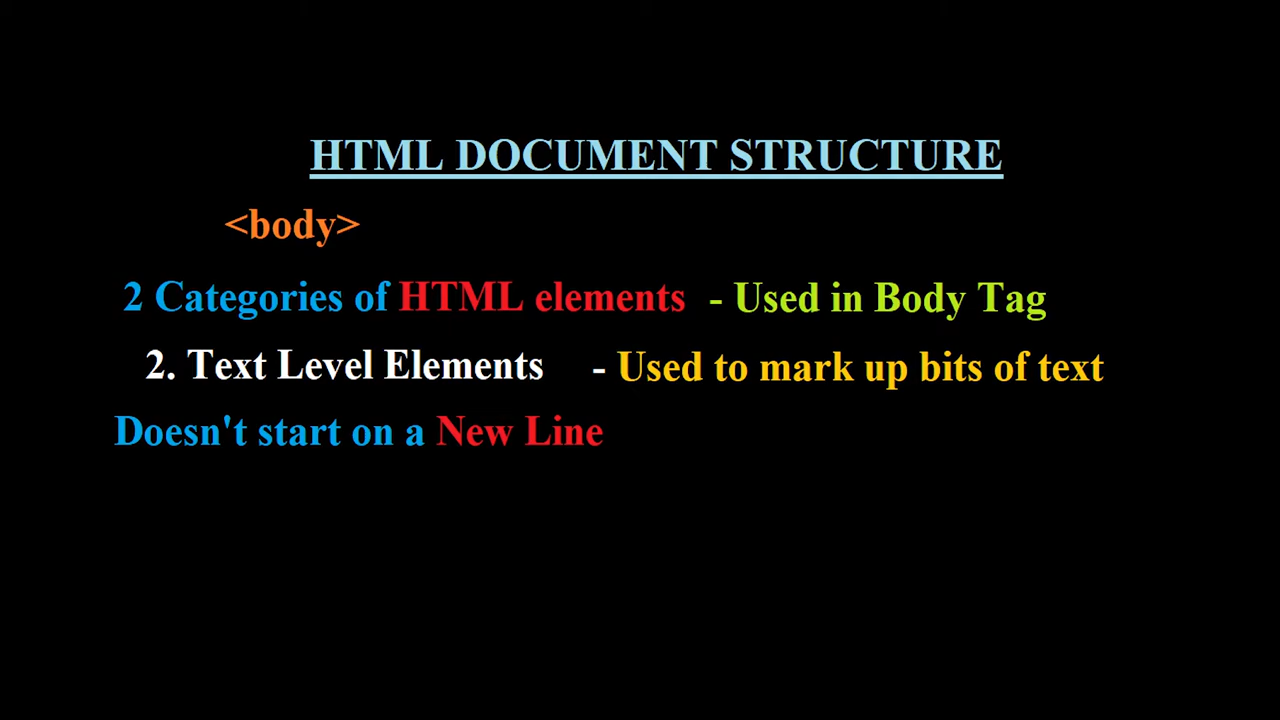 HTML DOCUMENT STRUCTURE
<body>
2 Categories of HTML elements - Used in Body Tag
2. Text Level Elements - Used to mark up bits of text
Doesn't start on a New Line